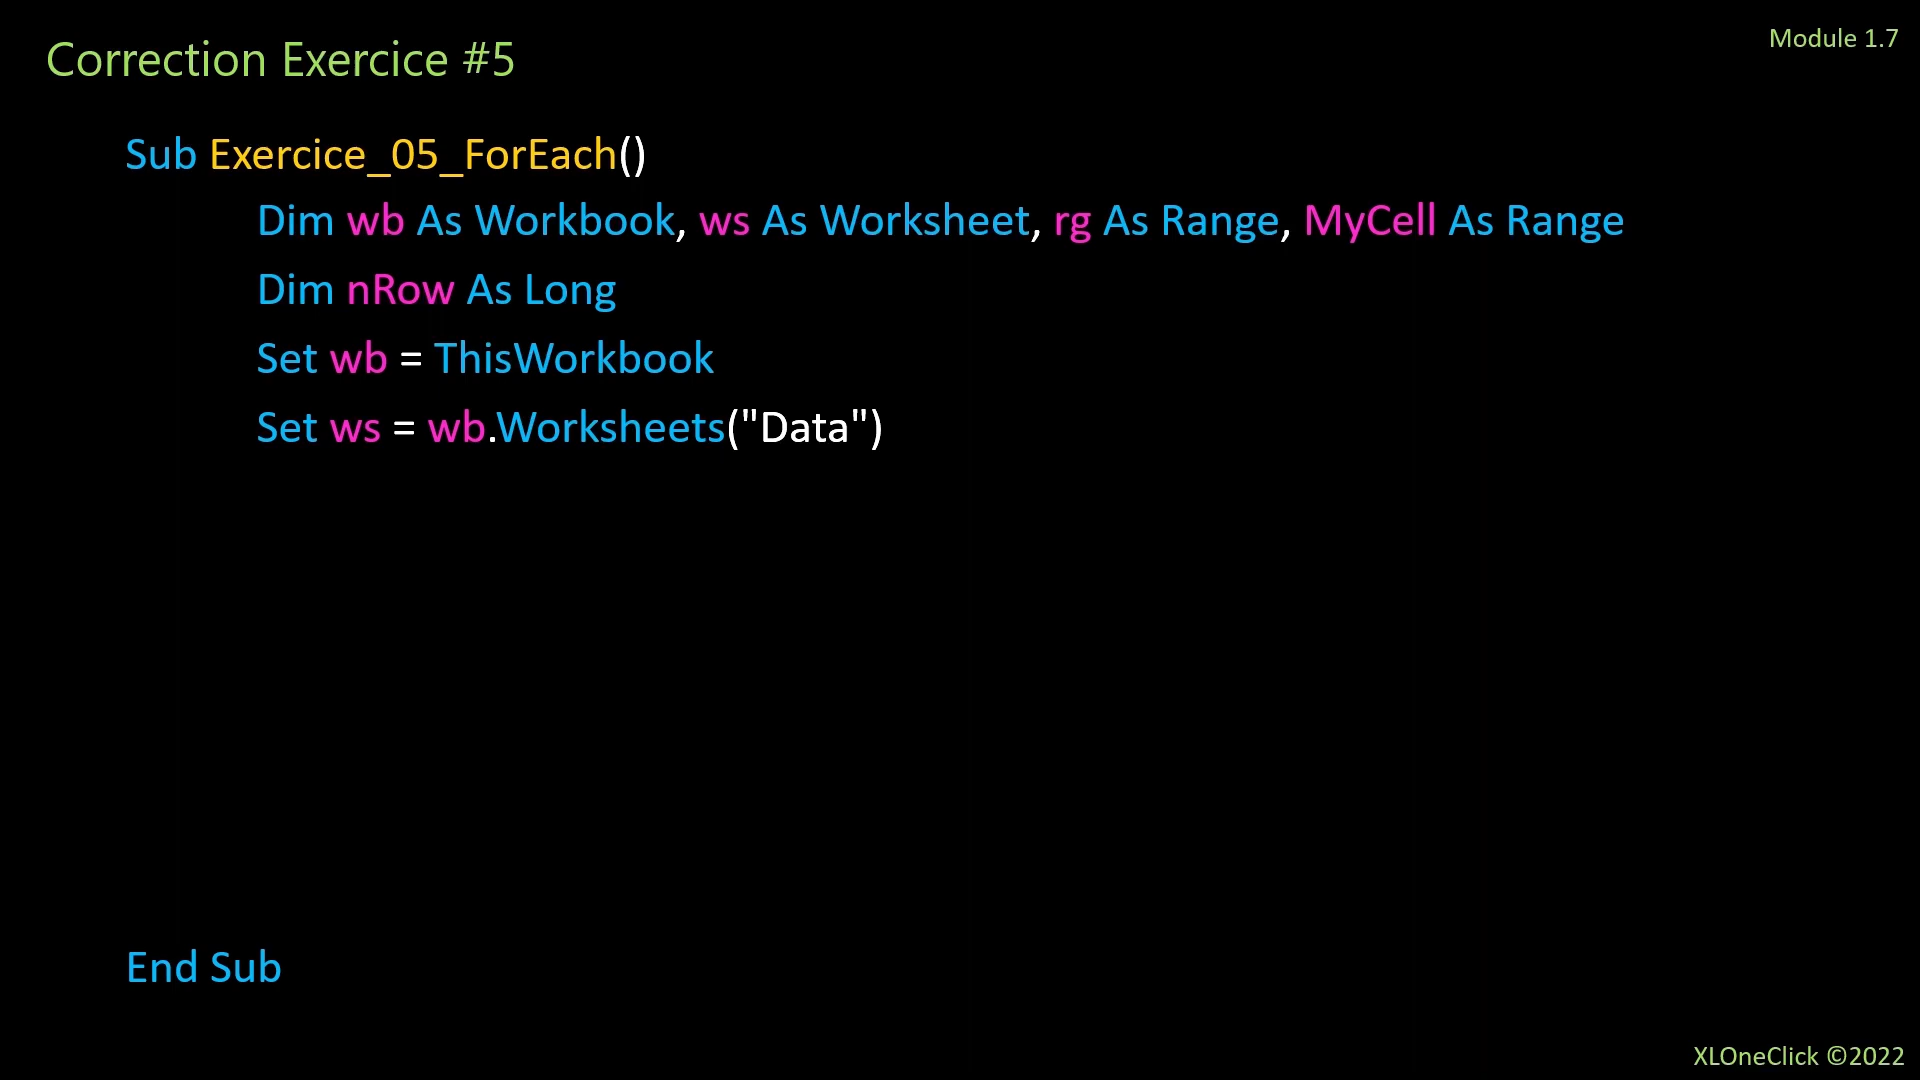 Correction Exercice #5
Module 1.7
Sub Exercice_05_ForEach()
Dim wb As Workbook, ws As Worksheet, rg As Range, MyCell As Range
Dim nRow As Long
Set wb = ThisWorkbook
Set ws = wb.Worksheets("Data")
End Sub
XLOneClick ©2022